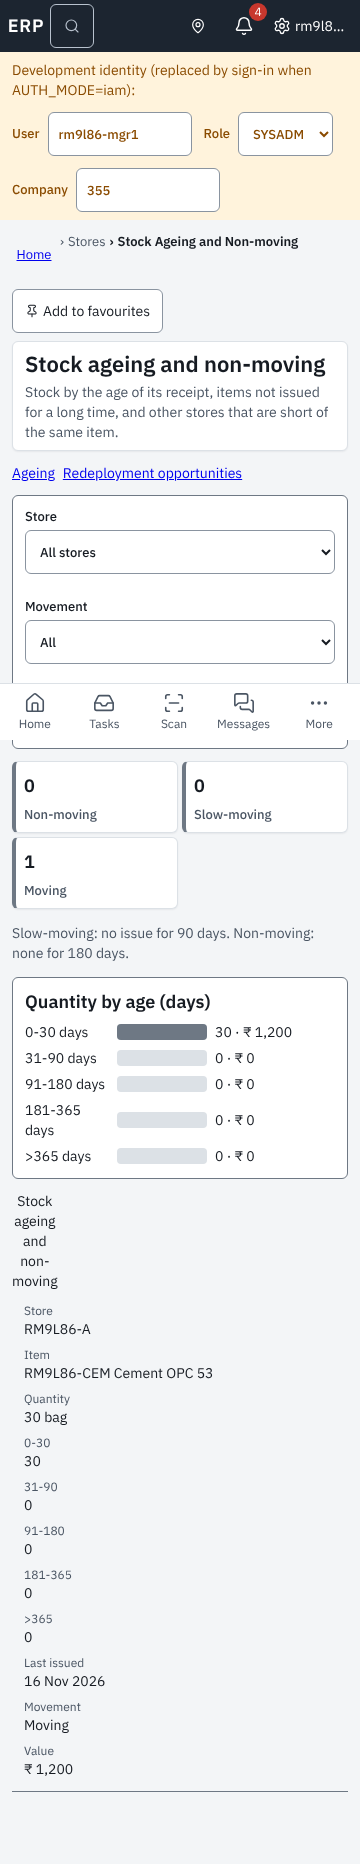 ERP
4
rm9l8...
Development identity (replaced by sign-in when
AUTH_MODE=iam):
User rm9l86-mgr1 Role SYSADM
Company 355
Home › Stores › Stock Ageing and Non-moving
Add to favourites
Stock ageing and non-moving
Stock by the age of its receipt, items not issued
for a long time, and other stores that are short of
the same item.
Ageing Redeployment opportunities
Store
All stores
Movement
All
Home Tasks Scan Messages More
0
Non-moving
0
Slow-moving
1
Moving
Slow-moving: no issue for 90 days. Non-moving:
none for 180 days.
Quantity by age (days)
0-30 days 30 · ₹ 1,200
31-90 days 0 · ₹ 0
91-180 days 0 · ₹ 0
181-365
days 0 · ₹ 0
>365 days 0 · ₹ 0
Stock
ageing
and
non-
moving
Store
RM9L86-A
Item
RM9L86-CEM Cement OPC 53
Quantity
30 bag
0-30
30
31-90
0
91-180
0
181-365
0
>365
0
Last issued
16 Nov 2026
Movement
Moving
Value
₹ 1,200